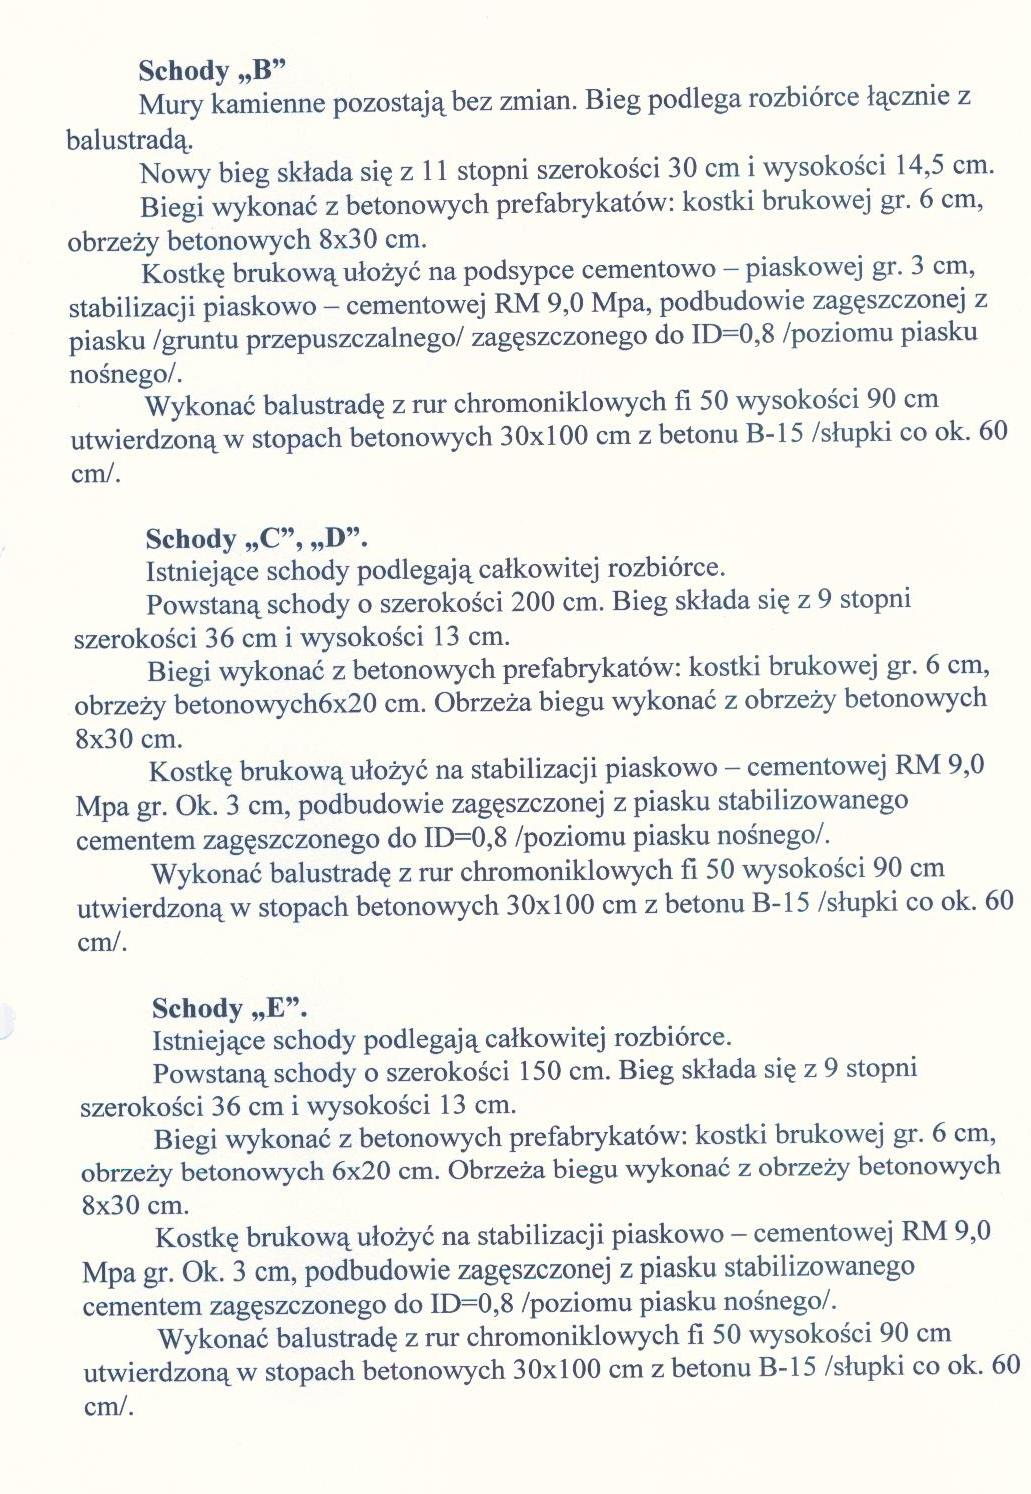 Schody „B”
Mury kamienne pozostają bez zmian. Bieg podlega rozbiórce łącznie z
balustradą.
Nowy bieg składa się z 11 stopni szerokości 30 cm i wysokości 14,5 cm.
Biegi wykonać z betonowych prefabrykatów: kostki brukowej gr. 6 cm,
obrzeży betonowych 8x30 cm.
Kostkę brukową ułożyć na podsypce cementowo – piaskowej gr. 3 cm,
stabilizacji piaskowo – cementowej RM 9,0 Mpa, podbudowie zagęszczonej z
piasku /gruntu przepuszczalnego/ zagęszczonego do ID=0,8 /poziomu piasku
nośnego/.
Wykonać balustradę z rur chromoniklowych fi 50 wysokości 90 cm
utwierdzoną w stopach betonowych 30x100 cm z betonu B-15 /słupki co ok. 60
cm/.
Schody „C”, „D”.
Istniejące schody podlegają całkowitej rozbiórce.
Powstaną schody o szerokości 200 cm. Bieg składa się z 9 stopni
szerokości 36 cm i wysokości 13 cm.
Biegi wykonać z betonowych prefabrykatów: kostki brukowej gr. 6 cm,
obrzeży betonowych6x20 cm. Obrzeża biegu wykonać z obrzeży betonowych
8x30 cm.
Kostkę brukową ułożyć na stabilizacji piaskowo – cementowej RM 9,0
Mpa gr. Ok. 3 cm, podbudowie zagęszczonej z piasku stabilizowanego
cementem zagęszczonego do ID=0,8 /poziomu piasku nośnego/.
Wykonać balustradę z rur chromoniklowych fi 50 wysokości 90 cm
utwierdzoną w stopach betonowych 30x100 cm z betonu B-15 /słupki co ok. 60
cm/.
Schody „E”.
Istniejące schody podlegają całkowitej rozbiórce.
Powstaną schody o szerokości 150 cm. Bieg składa się z 9 stopni
szerokości 36 cm i wysokości 13 cm.
Biegi wykonać z betonowych prefabrykatów: kostki brukowej gr. 6 cm,
obrzeży betonowych 6x20 cm. Obrzeża biegu wykonać z obrzeży betonowych
8x30 cm.
Kostkę brukową ułożyć na stabilizacji piaskowo – cementowej RM 9,0
Mpa gr. Ok. 3 cm, podbudowie zagęszczonej z piasku stabilizowanego
cementem zagęszczonego do ID=0,8 /poziomu piasku nośnego/.
Wykonać balustradę z rur chromoniklowych fi 50 wysokości 90 cm
utwierdzoną w stopach betonowych 30x100 cm z betonu B-15 /słupki co ok. 60
cm/.